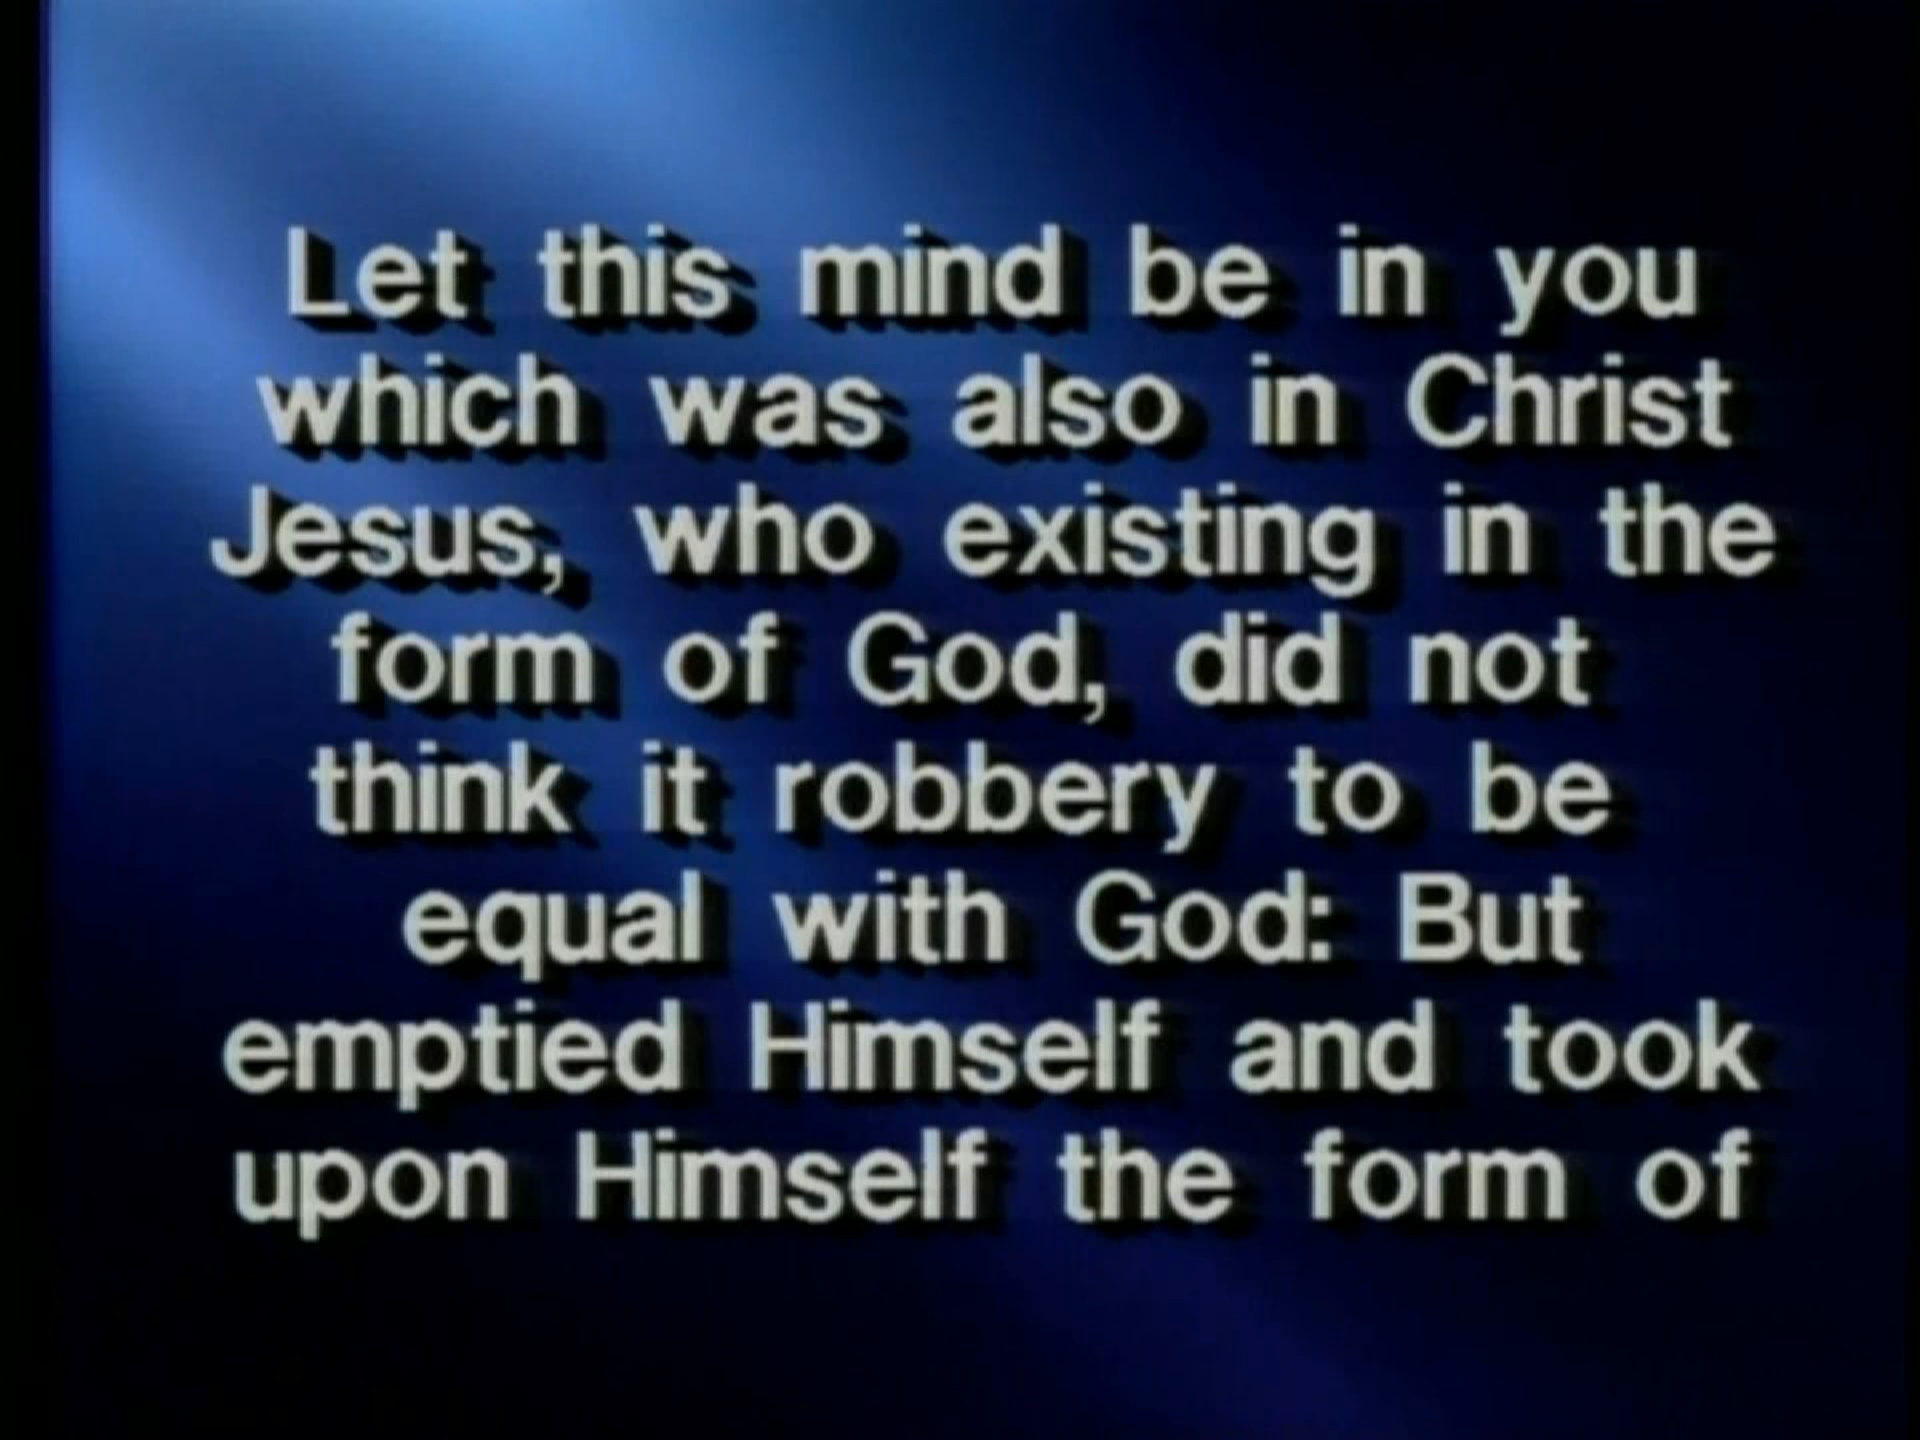 Let this mind be in you
which was also in Christ
Jesus, who existing in the
form of God, did not
think it robbery to be
equal with God: But
emptied Himself and took
upon Himself the form of